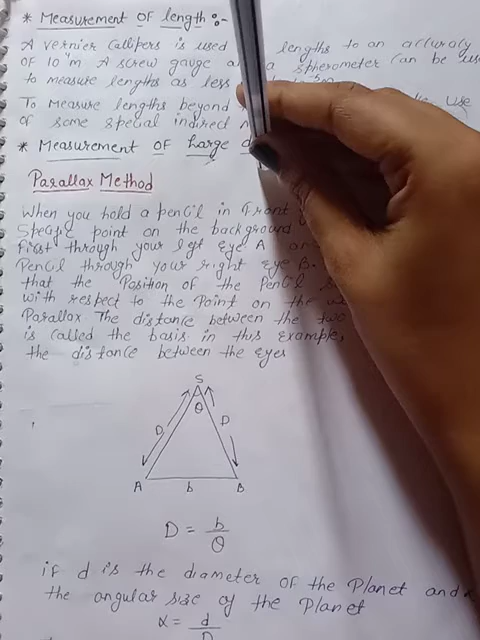 * Measurement OF length :-
A vernier callipers is used lengths to an accuracy
OF 10⁻⁴m A screw gauge a spherometer can be
to measure lengths as less
To Measure lengths beyond use
of some special indirect
* Measurement OF Large
Parallax Method
When you hold a pencil in Front
Specific point on the background
First through your left eye A
Pencil through your right eye B.
that the Position of the Pencil
with respect to the Point on the
Parallax The distance between the two
is called the basis in this example,
the distance between the eyes
S
θ
D D
A b B
D = b/θ
if d is the diameter of the Planet and α
the angular size of the Planet
α = d/D